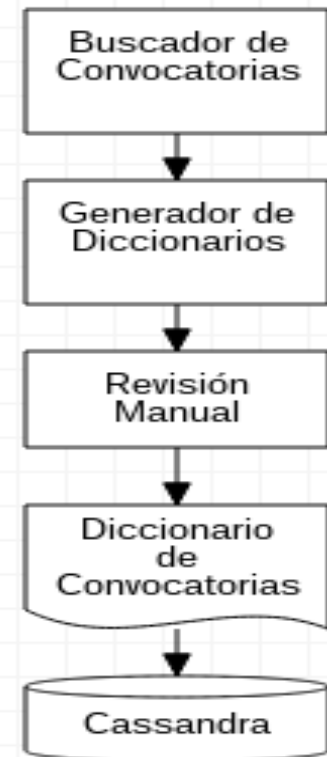 Buscador de
Convocatorias
Generador de
Diccionarios
Revisión
Manual
Diccionario
de
Convocatorias
Cassandra